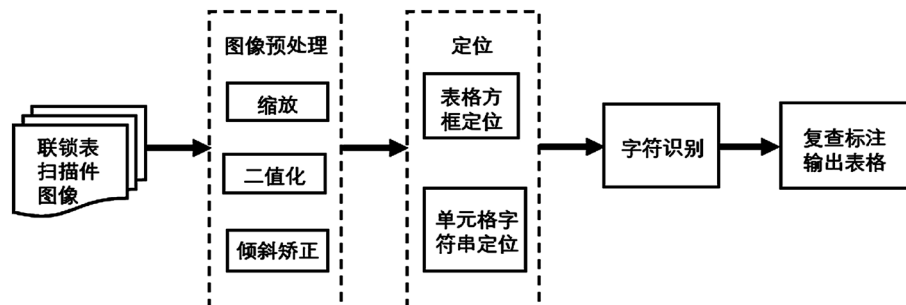 联锁表
扫描件
图像
图像预处理
缩放
二值化
倾斜矫正
定位
表格方
框定位
单元格字
符串定位
字符识别
复查标注
输出表格